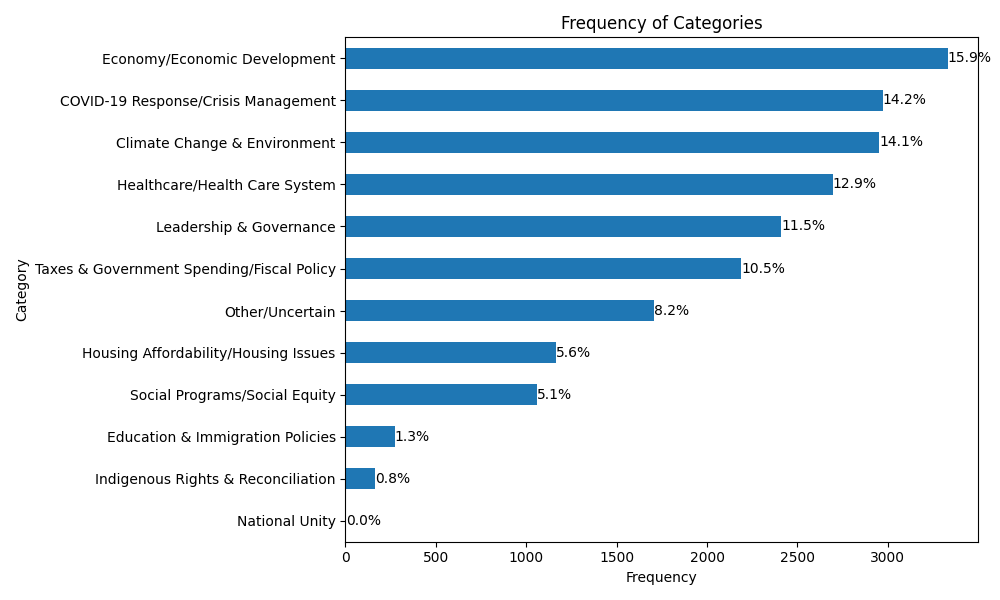 Frequency of Categories
Economy/Economic Development 15.9%
COVID-19 Response/Crisis Management 14.2%
Climate Change & Environment 14.1%
Healthcare/Health Care System 12.9%
Leadership & Governance 11.5%
Taxes & Government Spending/Fiscal Policy 10.5%
Other/Uncertain 8.2%
Housing Affordability/Housing Issues 5.6%
Social Programs/Social Equity 5.1%
Education & Immigration Policies 1.3%
Indigenous Rights & Reconciliation 0.8%
National Unity 0.0%
0 500 1000 1500 2000 2500 3000
Frequency
Category